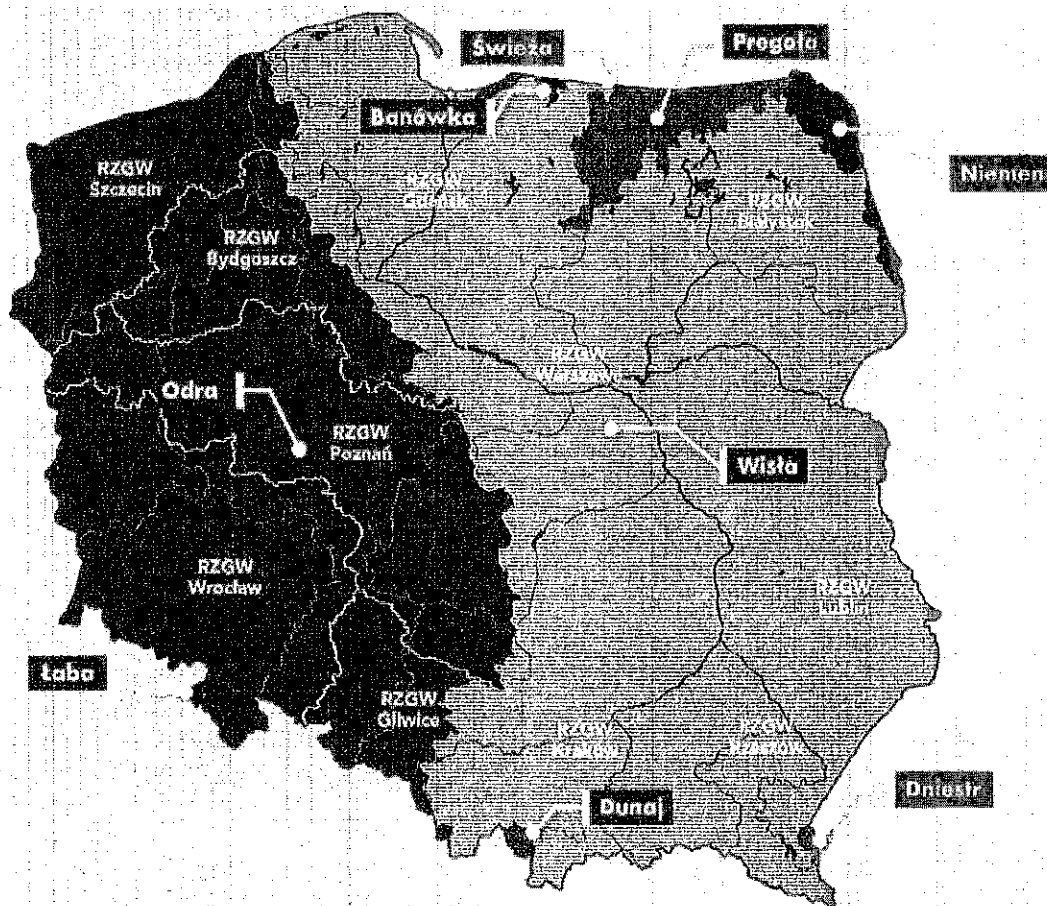 Świeża
Pregoła
Banówka
Niemen
RZGW
Szczecin
RZGW
Gdańsk
RZGW
Białystok
RZGW
Bydgoszcz
RZGW
Warszawa
Odra
RZGW
Poznań
Wisła
RZGW
Wrocław
RZGW
Lublin
Łaba
RZGW
Gliwice
RZGW
Kraków
RZGW
Rzeszów
Dniestr
Dunaj